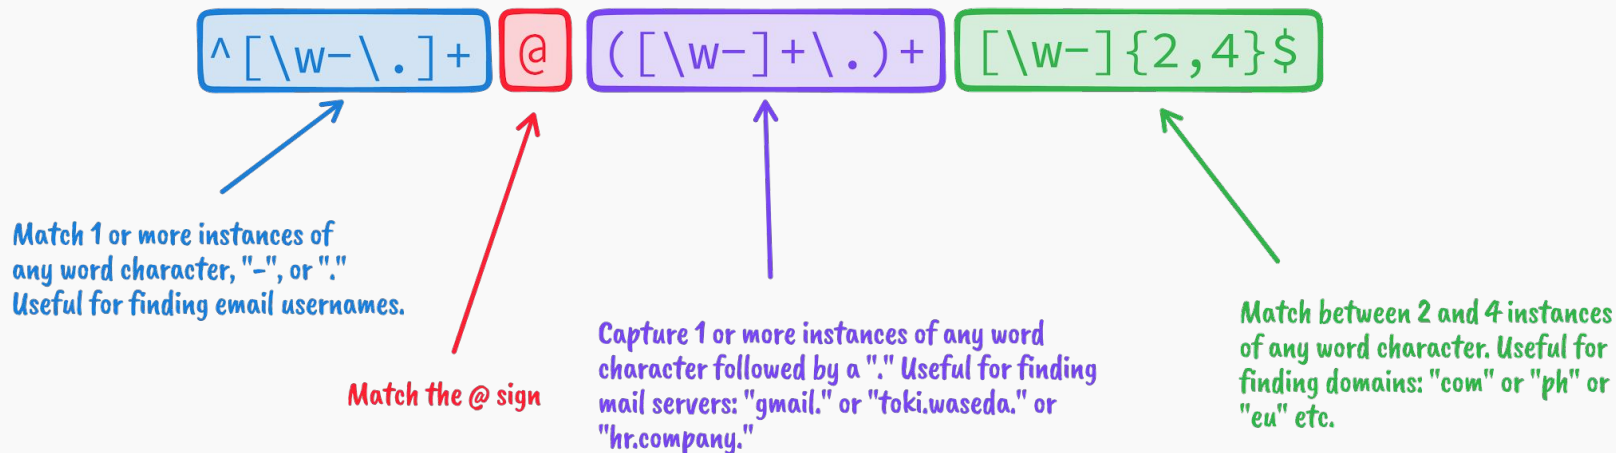 ^[\w-\.]+@([\w-]+\.)+[\w-]{2,4}$
Match 1 or more instances of
any word character, "-", or "."
Useful for finding email usernames.
Match the @ sign
Capture 1 or more instances of any word
character followed by a "." Useful for finding
mail servers: "gmail." or "toki.waseda." or
"hr.company."
Match between 2 and 4 instances
of any word character. Useful for
finding domains: "com" or "ph" or
"eu" etc.